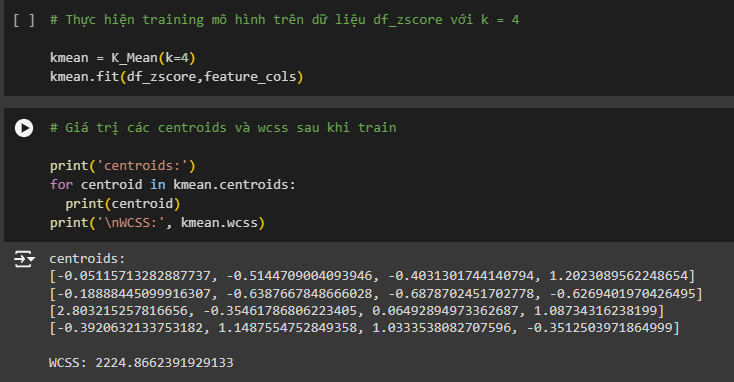 [ ] # Thực hiện training mô hình trên dữ liệu df_zscore với k = 4
kmean = K_Mean(k=4)
kmean.fit(df_zscore,feature_cols)
# Giá trị các centroids và wcss sau khi train
print('centroids:')
for centroid in kmean.centroids:
  print(centroid)
print('\nWCSS:', kmean.wcss)
centroids:
[-0.05115713282887737, -0.5144709004093946, -0.4031301744140794, 1.2023089562248654]
[-0.18888445099916307, -0.6387667848666028, -0.6878702451702778, -0.6269401970426495]
[2.803215257816656, -0.35461786806223405, 0.06492894973362687, 1.08734316238199]
[-0.3920632133753182, 1.1487554752849358, 1.0333538082707596, -0.3512503971864999]
WCSS: 2224.8662391929133